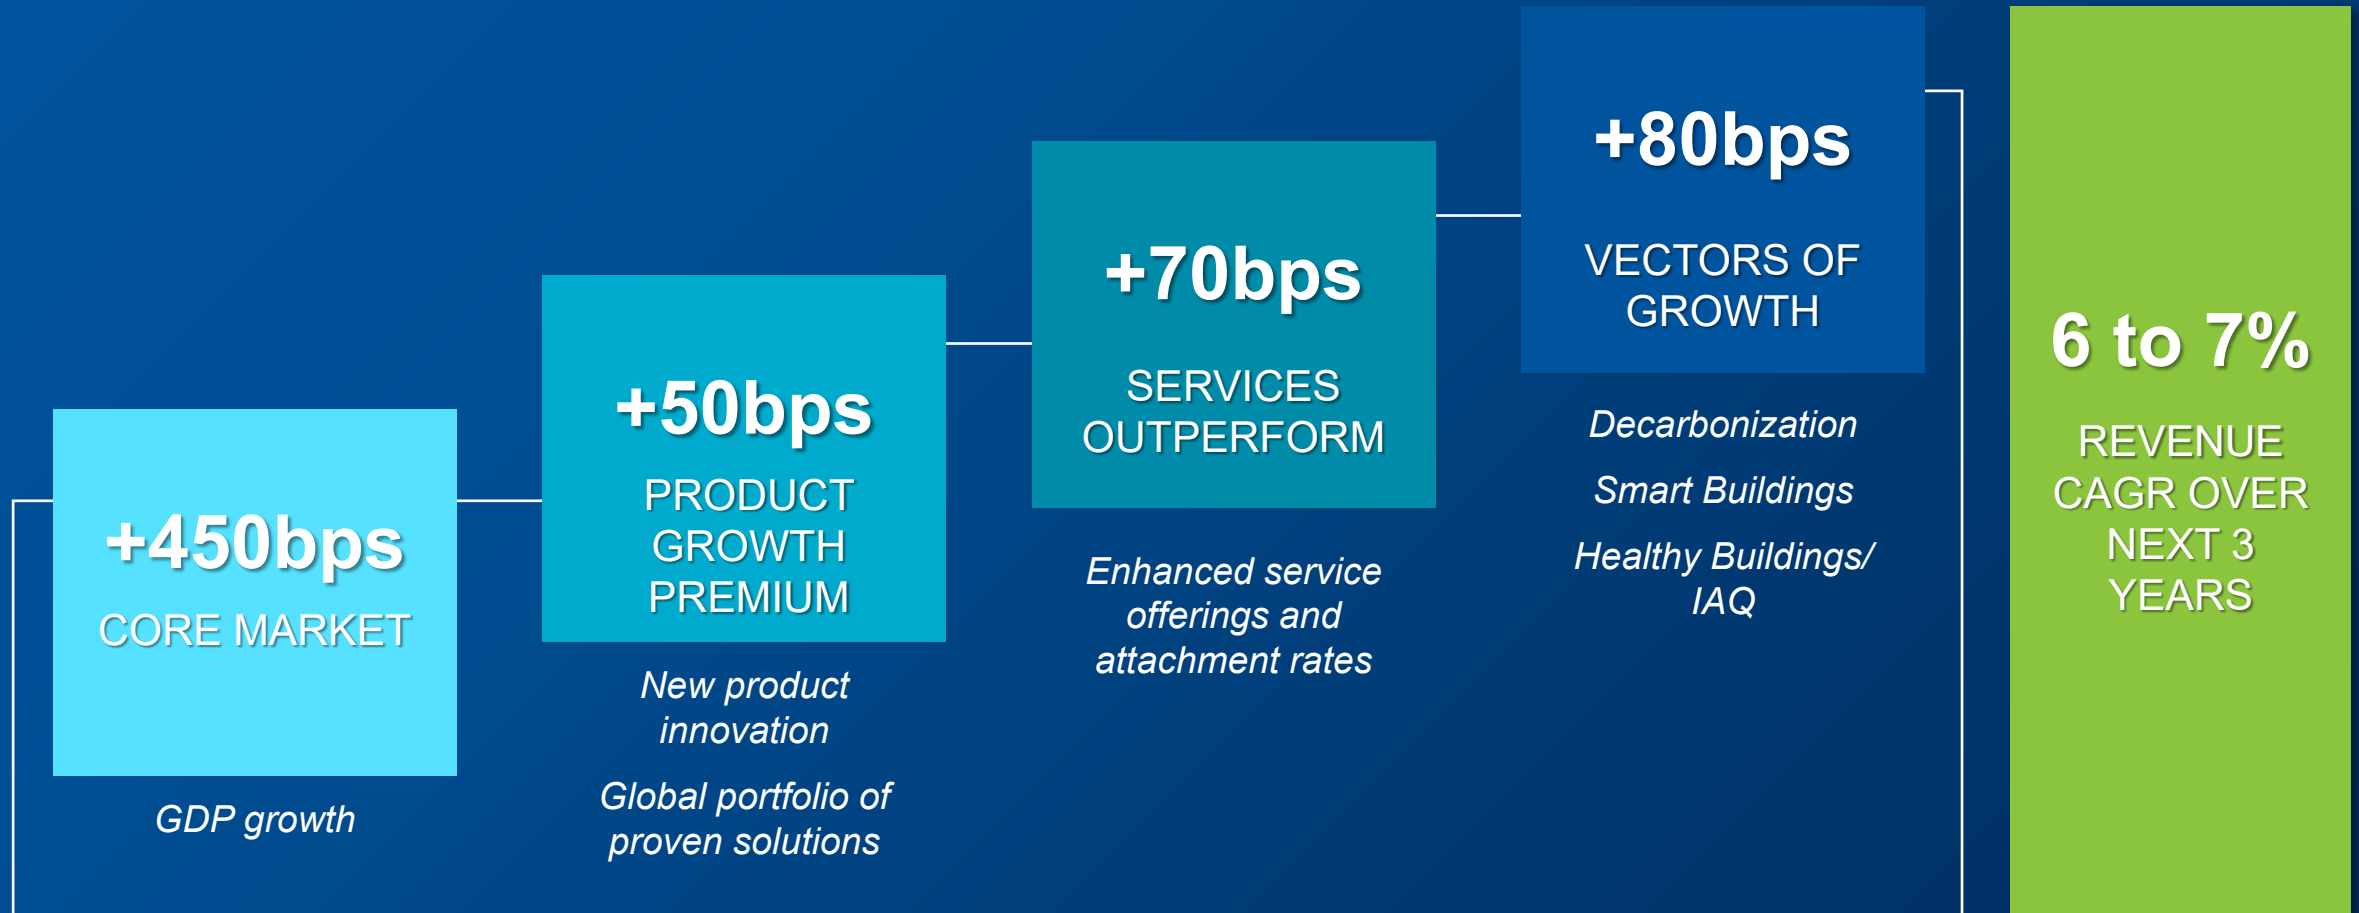 +450bps
CORE MARKET
GDP growth
+50bps
PRODUCT
GROWTH
PREMIUM
New product
innovation
Global portfolio of
proven solutions
+70bps
SERVICES
OUTPERFORM
Enhanced service
offerings and
attachment rates
+80bps
VECTORS OF
GROWTH
Decarbonization
Smart Buildings
Healthy Buildings/
IAQ
6 to 7%
REVENUE
CAGR OVER
NEXT 3
YEARS